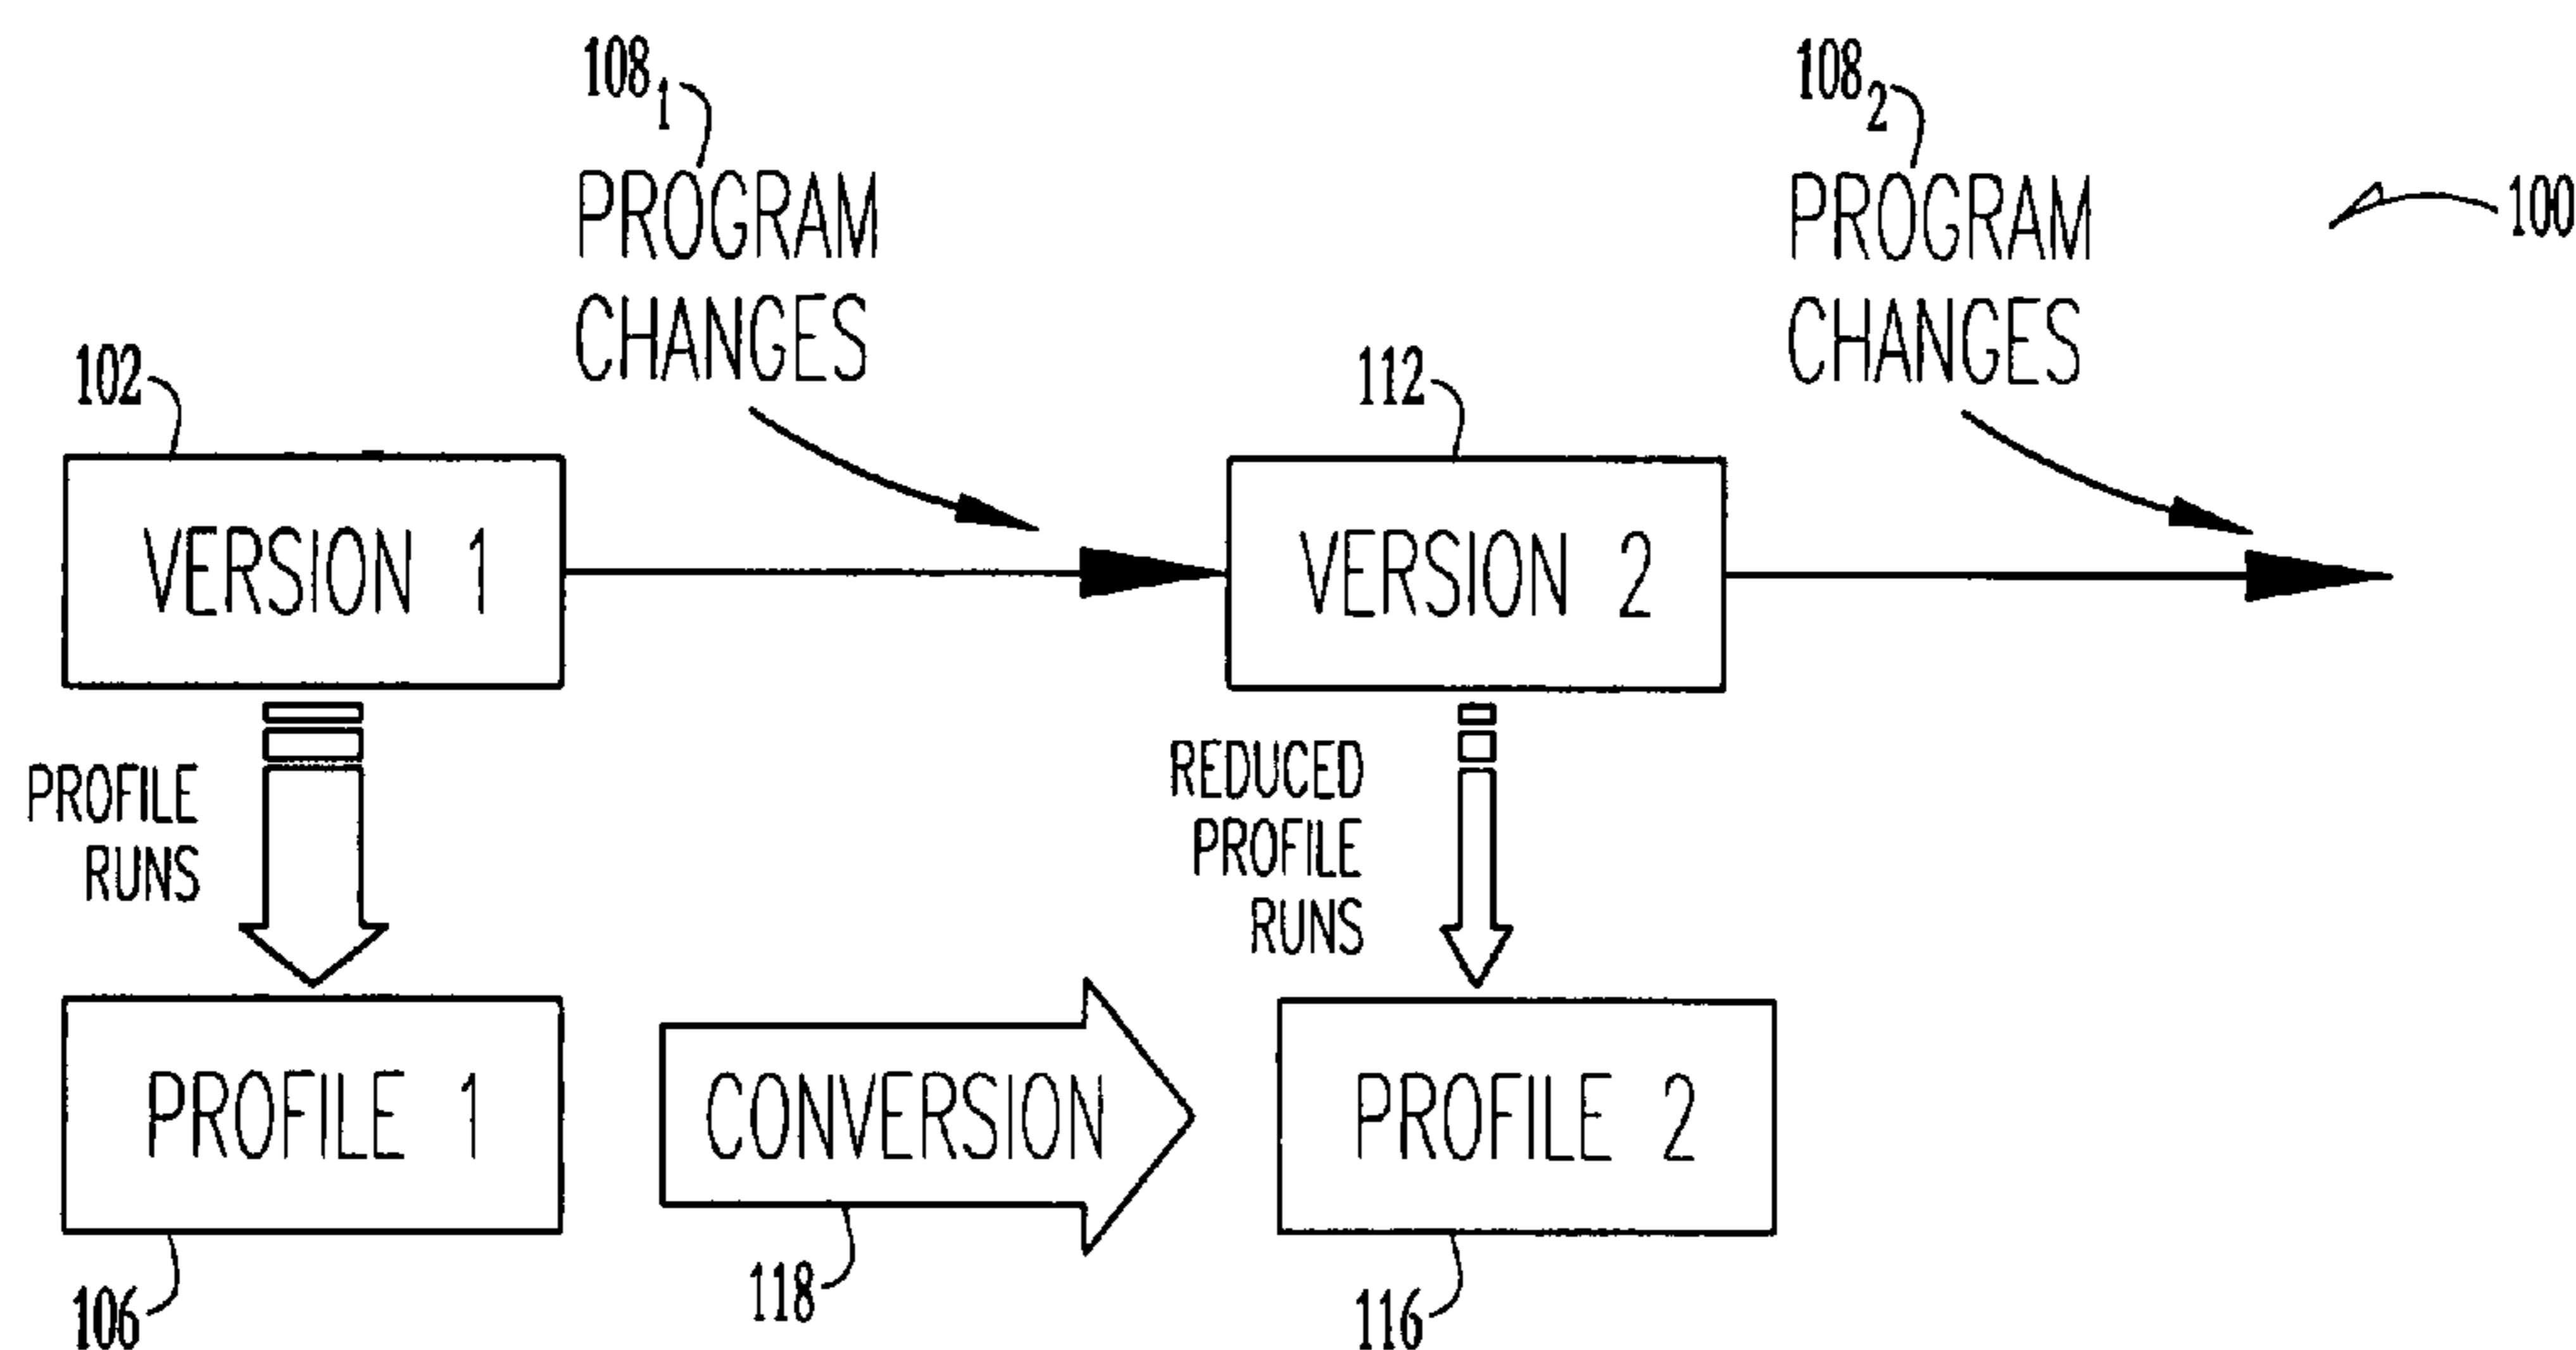 108₁
PROGRAM
CHANGES
108₂
PROGRAM
CHANGES
100
102
VERSION 1
112
VERSION 2
PROFILE
RUNS
REDUCED
PROFILE
RUNS
PROFILE 1
CONVERSION
PROFILE 2
106
118
116